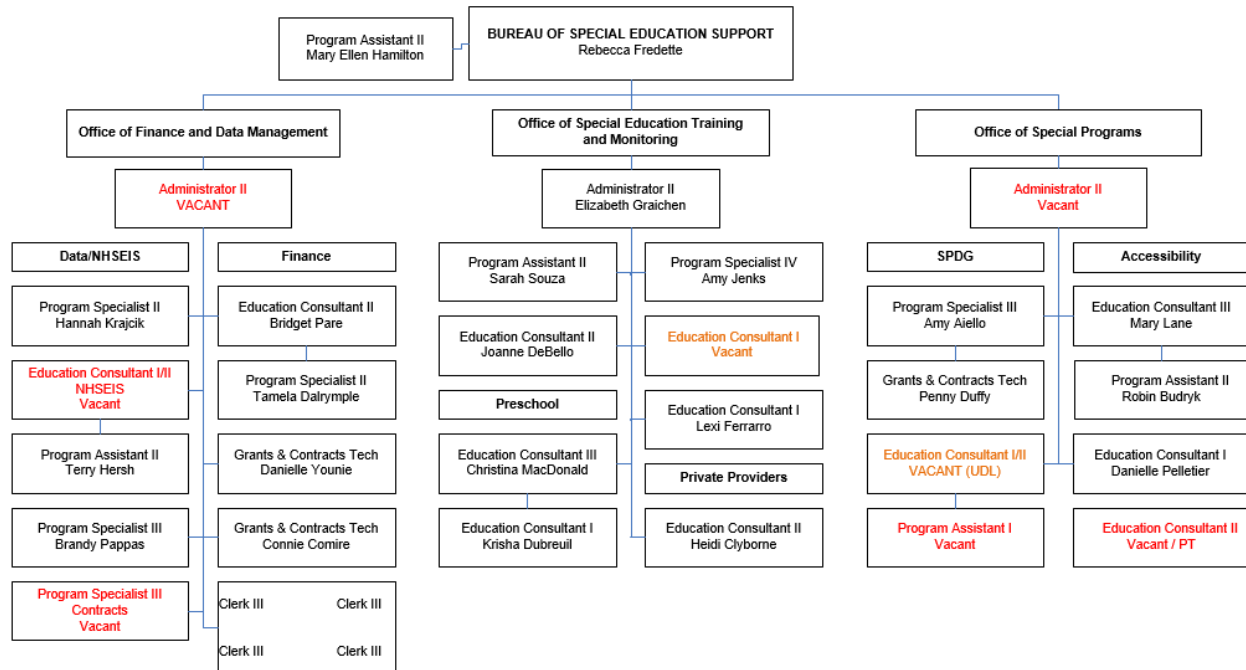 Program Assistant II
Mary Ellen Hamilton
BUREAU OF SPECIAL EDUCATION SUPPORT
Rebecca Fredette
Office of Finance and Data Management
Administrator II
VACANT
Data/NHSEIS
Program Specialist II
Hannah Krajcik
Education Consultant I/II
NHSEIS
Vacant
Program Assistant II
Terry Hersh
Program Specialist III
Brandy Pappas
Program Specialist III
Contracts
Vacant
Finance
Education Consultant II
Bridget Pare
Program Specialist II
Tamela Dalrymple
Grants & Contracts Tech
Danielle Younie
Grants & Contracts Tech
Connie Comire
Clerk III Clerk III
Clerk III Clerk III
Office of Special Education Training
and Monitoring
Administrator II
Elizabeth Graichen
Program Assistant II
Sarah Souza
Education Consultant II
Joanne DeBello
Preschool
Education Consultant III
Christina MacDonald
Education Consultant I
Krisha Dubreuil
Program Specialist IV
Amy Jenks
Education Consultant I
Vacant
Education Consultant I
Lexi Ferrarro
Private Providers
Education Consultant II
Heidi Clyborne
Office of Special Programs
Administrator II
Vacant
SPDG
Program Specialist III
Amy Aiello
Grants & Contracts Tech
Penny Duffy
Education Consultant I/II
VACANT (UDL)
Program Assistant I
Vacant
Accessibility
Education Consultant III
Mary Lane
Program Assistant II
Robin Budryk
Education Consultant I
Danielle Pelletier
Education Consultant II
Vacant / PT